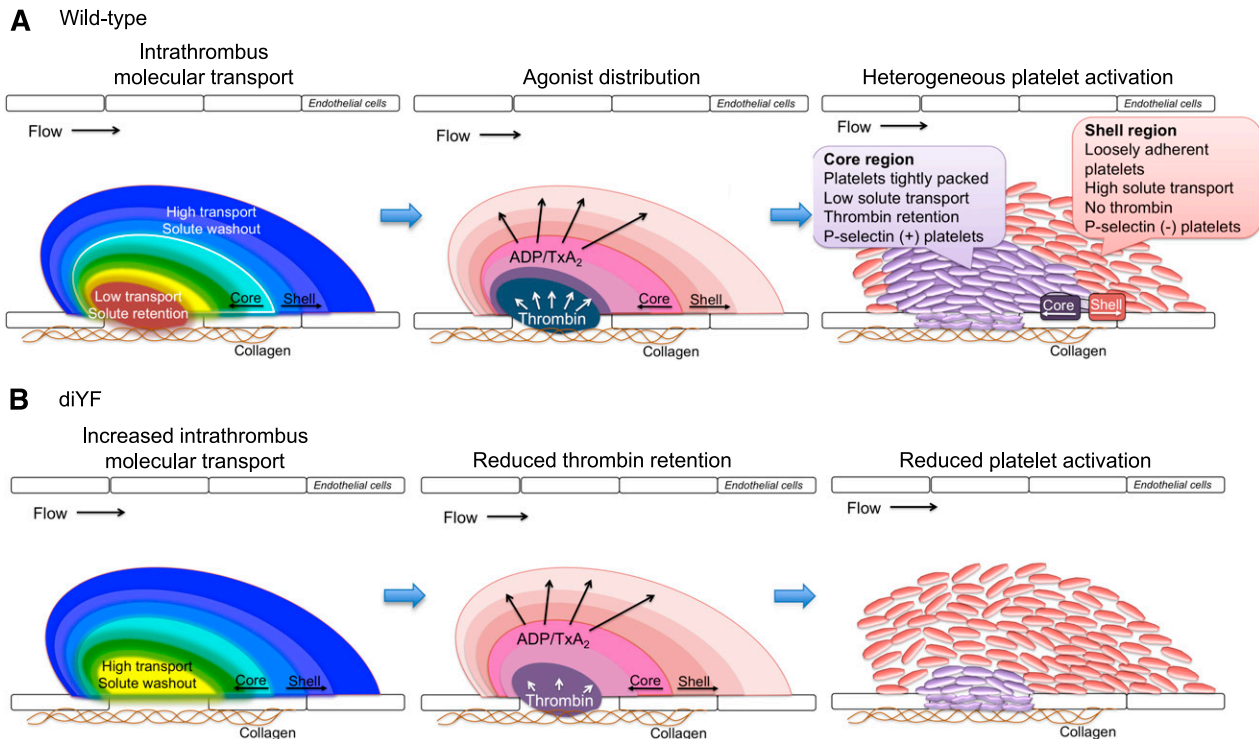 A Wild-type
Intrathrombus
molecular transport
Agonist distribution
Heterogeneous platelet activation
Endothelial cells
Endothelial cells
Endothelial cells
Flow
Flow
Flow
Core region
Platelets tightly packed
Low solute transport
Thrombin retention
P-selectin (+) platelets
Shell region
Loosely adherent
platelets
High solute transport
No thrombin
P-selectin (-) platelets
High transport
Solute washout
Low transport
Solute retention
Core
Shell
ADP/TxA2
Thrombin
Core
Shell
Core
Shell
Collagen
Collagen
Collagen
B diYF
Increased intrathrombus
molecular transport
Reduced thrombin retention
Reduced platelet activation
Endothelial cells
Endothelial cells
Endothelial cells
Flow
Flow
Flow
High transport
Solute washout
Core
Shell
ADP/TxA2
Thrombin
Core
Shell
Collagen
Collagen
Collagen